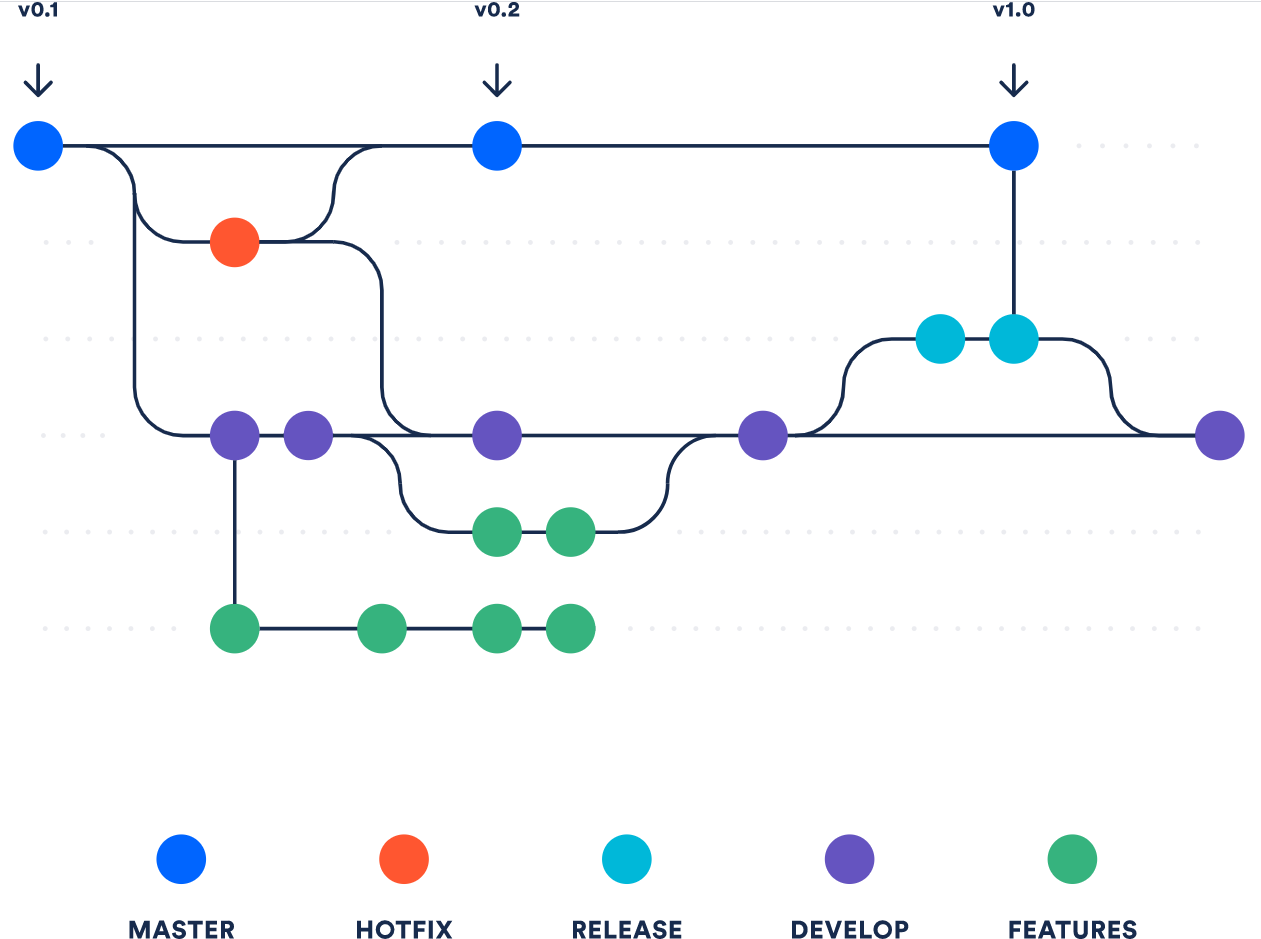 v0.1 v0.2 v1.0
MASTER HOTFIX RELEASE DEVELOP FEATURES